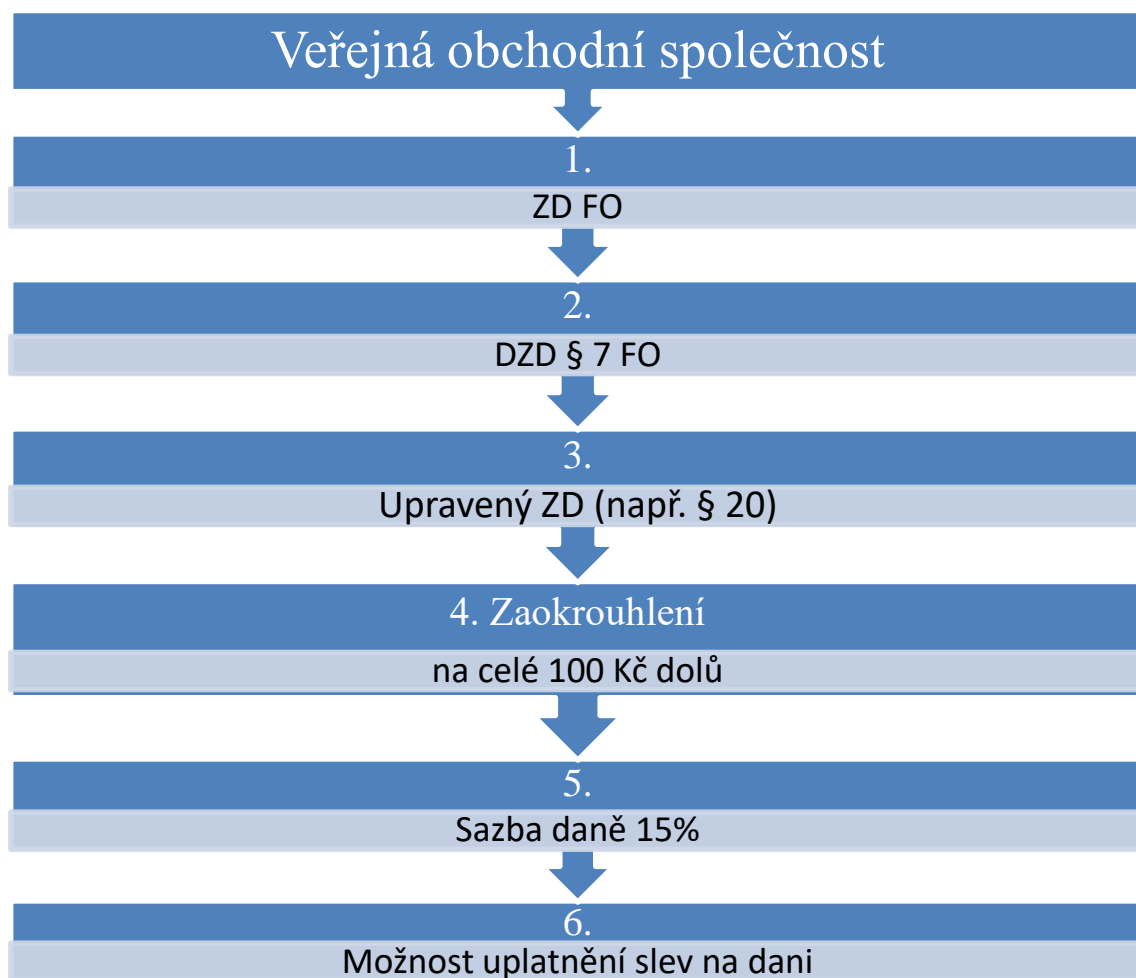 Veřejná obchodní společnost
1.
ZD FO
2.
DZD § 7 FO
3.
Upravený ZD (např. § 20)
4. Zaokrouhlení
na celé 100 Kč dolů
5.
Sazba daně 15%
6.
Možnost uplatnění slev na dani